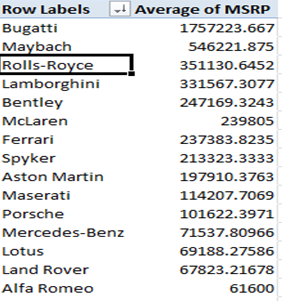 Row Labels Average of MSRP
Bugatti 1757223.667
Maybach 546221.875
Rolls-Royce 351130.6452
Lamborghini 331567.3077
Bentley 247169.3243
McLaren 239805
Ferrari 237383.8235
Spyker 213323.3333
Aston Martin 197910.3763
Maserati 114207.7069
Porsche 101622.3971
Mercedes-Benz 71537.80966
Lotus 69188.27586
Land Rover 67823.21678
Alfa Romeo 61600